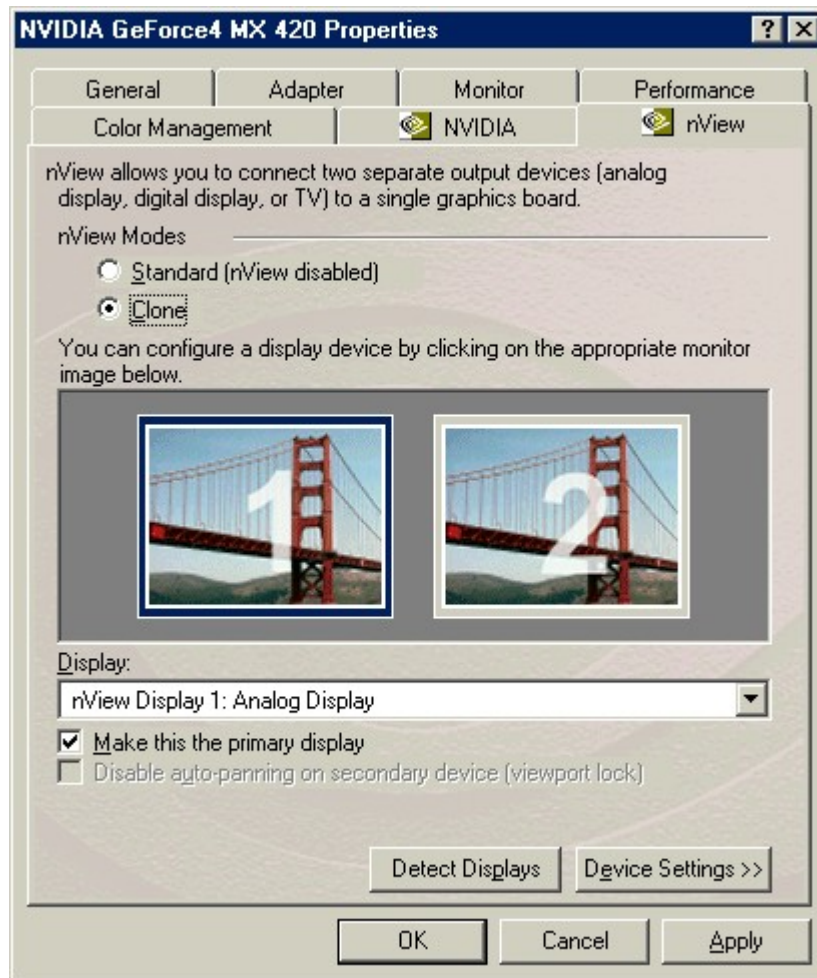 NVIDIA GeForce4 MX 420 Properties
General Adapter Monitor Performance
Color Management NVIDIA nView
nView allows you to connect two separate output devices (analog
display, digital display, or TV) to a single graphics board.
nView Modes
Standard (nView disabled)
Clone
You can configure a display device by clicking on the appropriate monitor
image below.
1 2
Display:
nView Display 1: Analog Display
Make this the primary display
Disable auto-panning on secondary device (viewport lock)
Detect Displays Device Settings >>
OK Cancel Apply